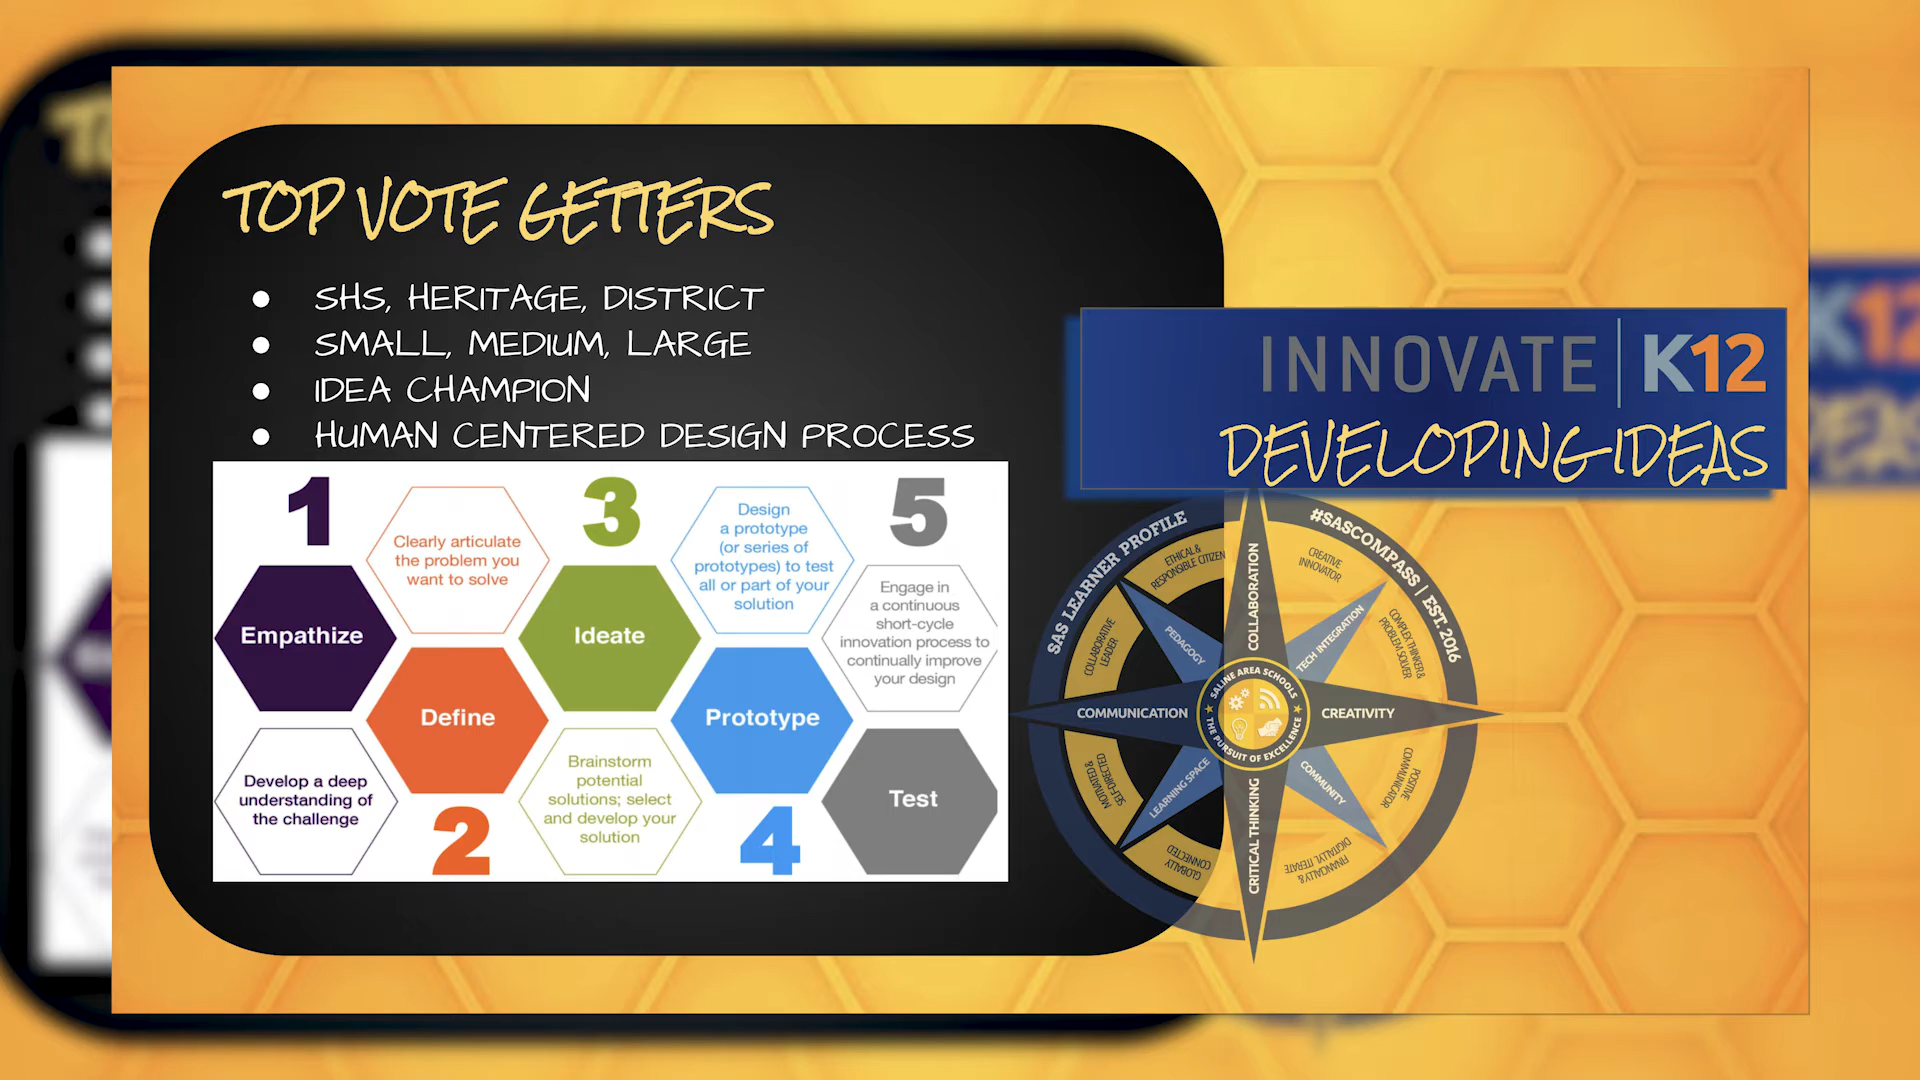 TOP VOTE GETTERS
SHS, HERITAGE, DISTRICT
SMALL, MEDIUM, LARGE
IDEA CHAMPION
HUMAN CENTERED DESIGN PROCESS
1
Empathize
Develop a deep
understanding of
the challenge
Clearly articulate
the problem you
want to solve
Define
2
3
Ideate
Brainstorm
potential
solutions; select
and develop your
solution
Design
a prototype
(or series of
prototypes) to test
all or part of your
solution
Prototype
4
5
Engage in
a continuous
short-cycle
innovation process to
continually improve
your design
Test
INNOVATE | K12
DEVELOPING IDEAS
SAS LEARNER PROFILE
#SASCOMPASS | EST. 2016
ETHICAL &
RESPONSIBLE CITIZEN
CREATIVE
INNOVATOR
COMPLEX THINKER &
PROBLEM SOLVER
POSITIVE
COMMUNICATOR
FINANCIALLY &
DIGITALLY LITERATE
GLOBALLY
CONNECTED
MOTIVATED &
SELF-DIRECTED
COLLABORATIVE
LEADER
COLLABORATION
TECH INTEGRATION
CREATIVITY
COMMUNITY
CRITICAL THINKING
LEARNING SPACE
COMMUNICATION
PEDAGOGY
SALINE AREA SCHOOLS
THE PURSUIT OF EXCELLENCE